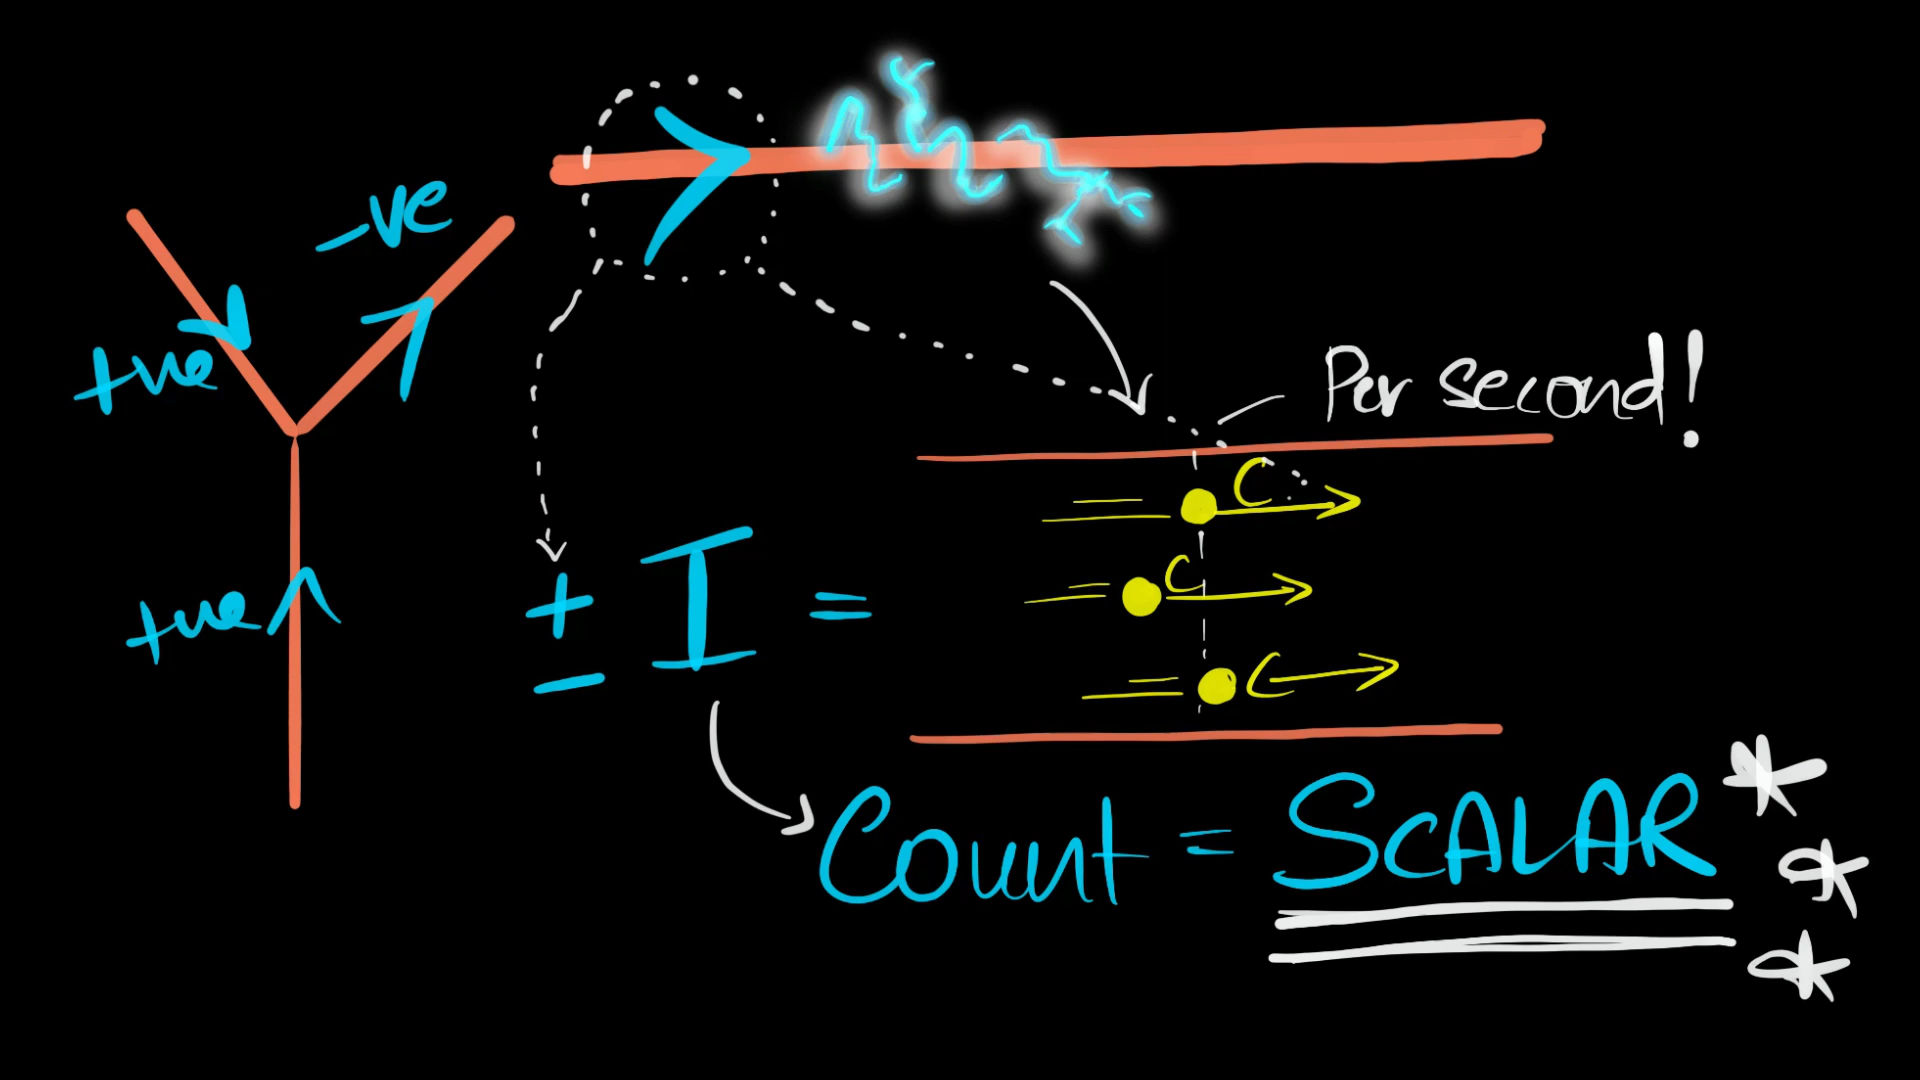 -ve
+ve
Per second!
C
C
+ve
± I =
C
Count = SCALAR***